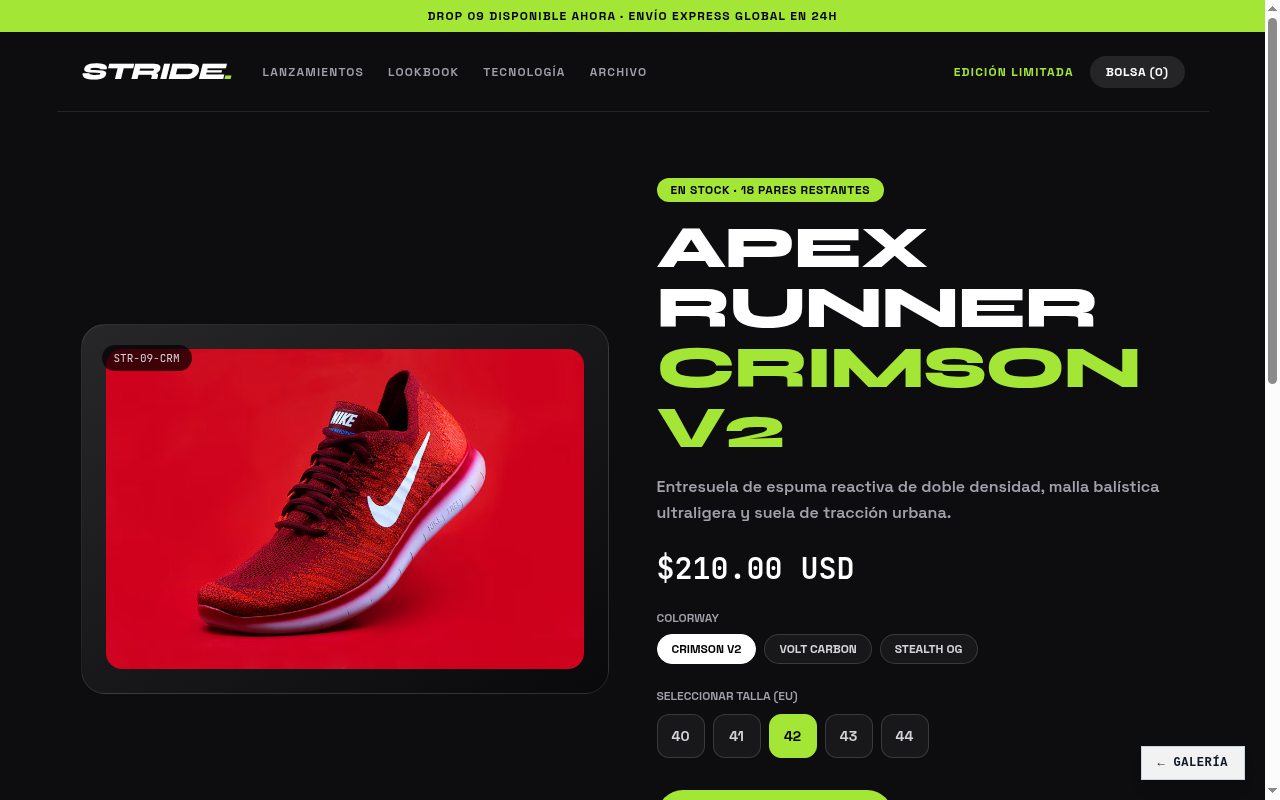 DROP 09 DISPONIBLE AHORA · ENVÍO EXPRESS GLOBAL EN 24H
STRIDE.
LANZAMIENTOS
LOOKBOOK
TECNOLOGÍA
ARCHIVO
EDICIÓN LIMITADA
BOLSA (0)
EN STOCK · 18 PARES RESTANTES
APEX
RUNNER
CRIMSON
V2
STR-09-CRM
NIKE
Entresuela de espuma reactiva de doble densidad, malla balística
ultraligera y suela de tracción urbana.
$210.00 USD
COLORWAY
CRIMSON V2
VOLT CARBON
STEALTH OG
SELECCIONAR TALLA (EU)
40
41
42
43
44
← GALERÍA